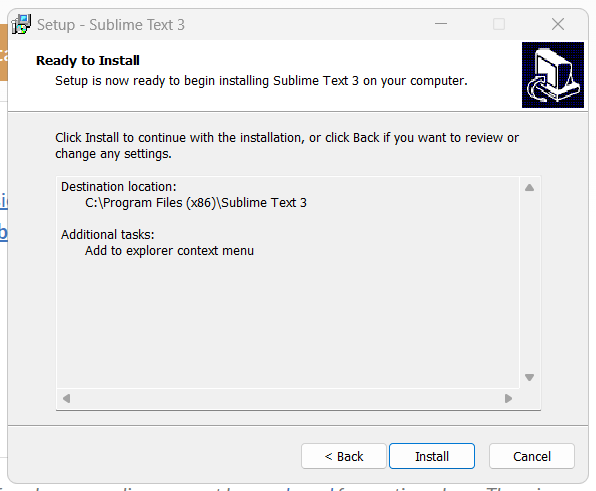 Setup - Sublime Text 3
Ready to Install
Setup is now ready to begin installing Sublime Text 3 on your computer.
Click Install to continue with the installation, or click Back if you want to review or
change any settings.
Destination location:
C:\Program Files (x86)\Sublime Text 3
Additional tasks:
Add to explorer context menu
< Back
Install
Cancel